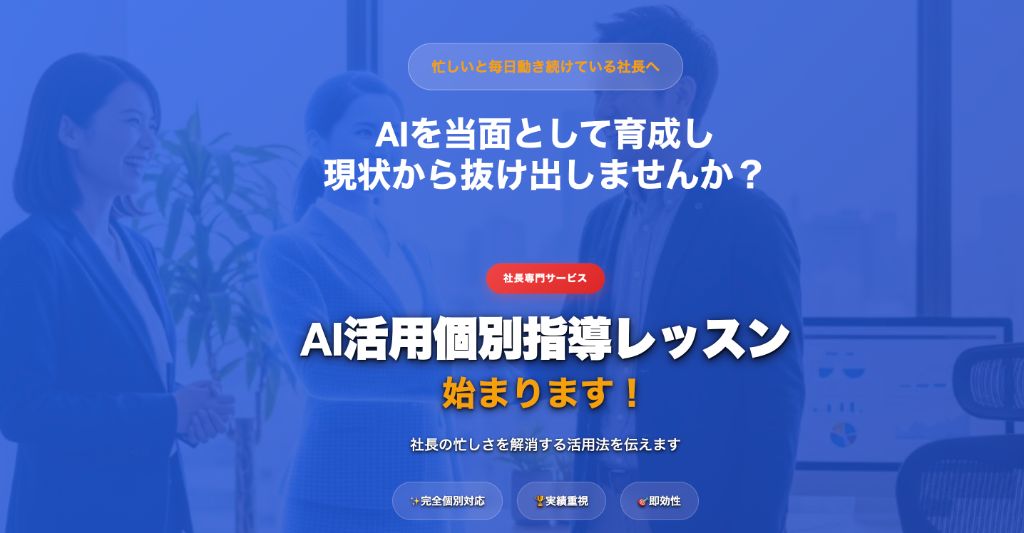 忙しいと毎日動き続けている社長へ
AIを当面として育成し
現状から抜け出しませんか？
社長専門サービス
AI活用個別指導レッスン
始まります！
社長の忙しさを解消する活用法を伝えます
✨完全個別対応
🏆実績重視
🎯即効性